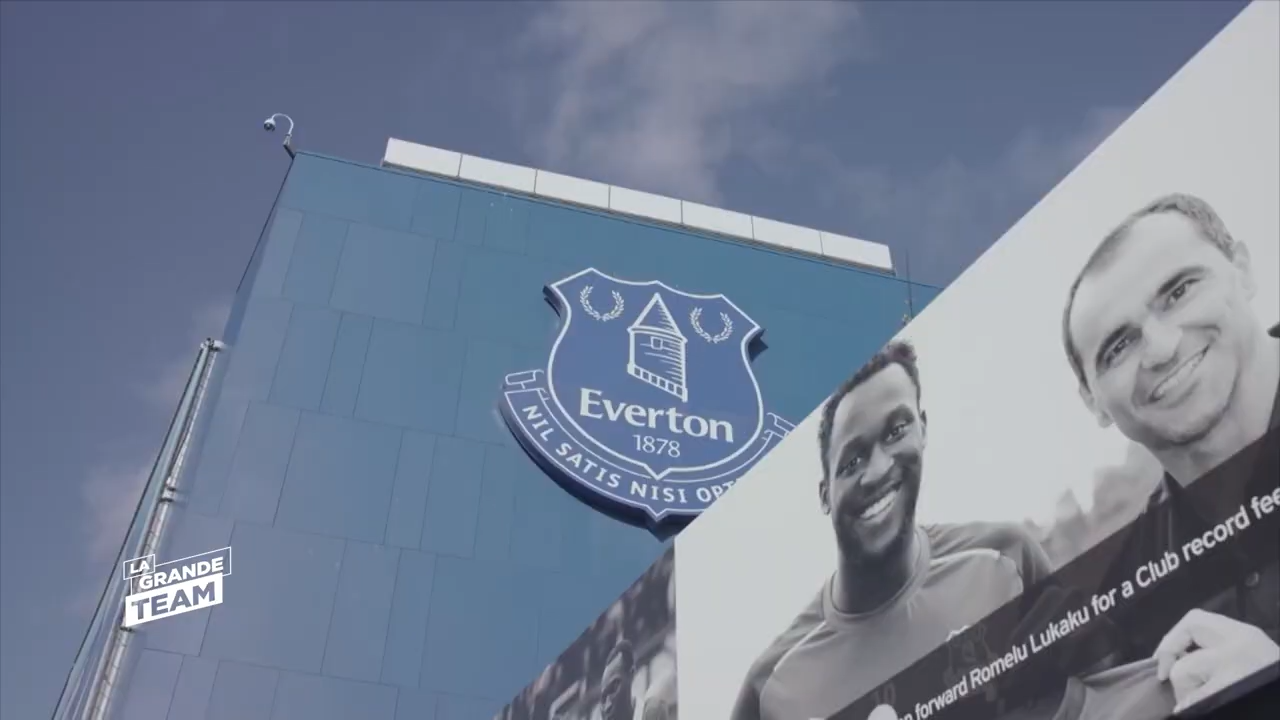 Everton
1878
NIL SATIS NISI OPT
forward Romelu Lukaku for a Club record fee
LA
GRANDE
TEAM